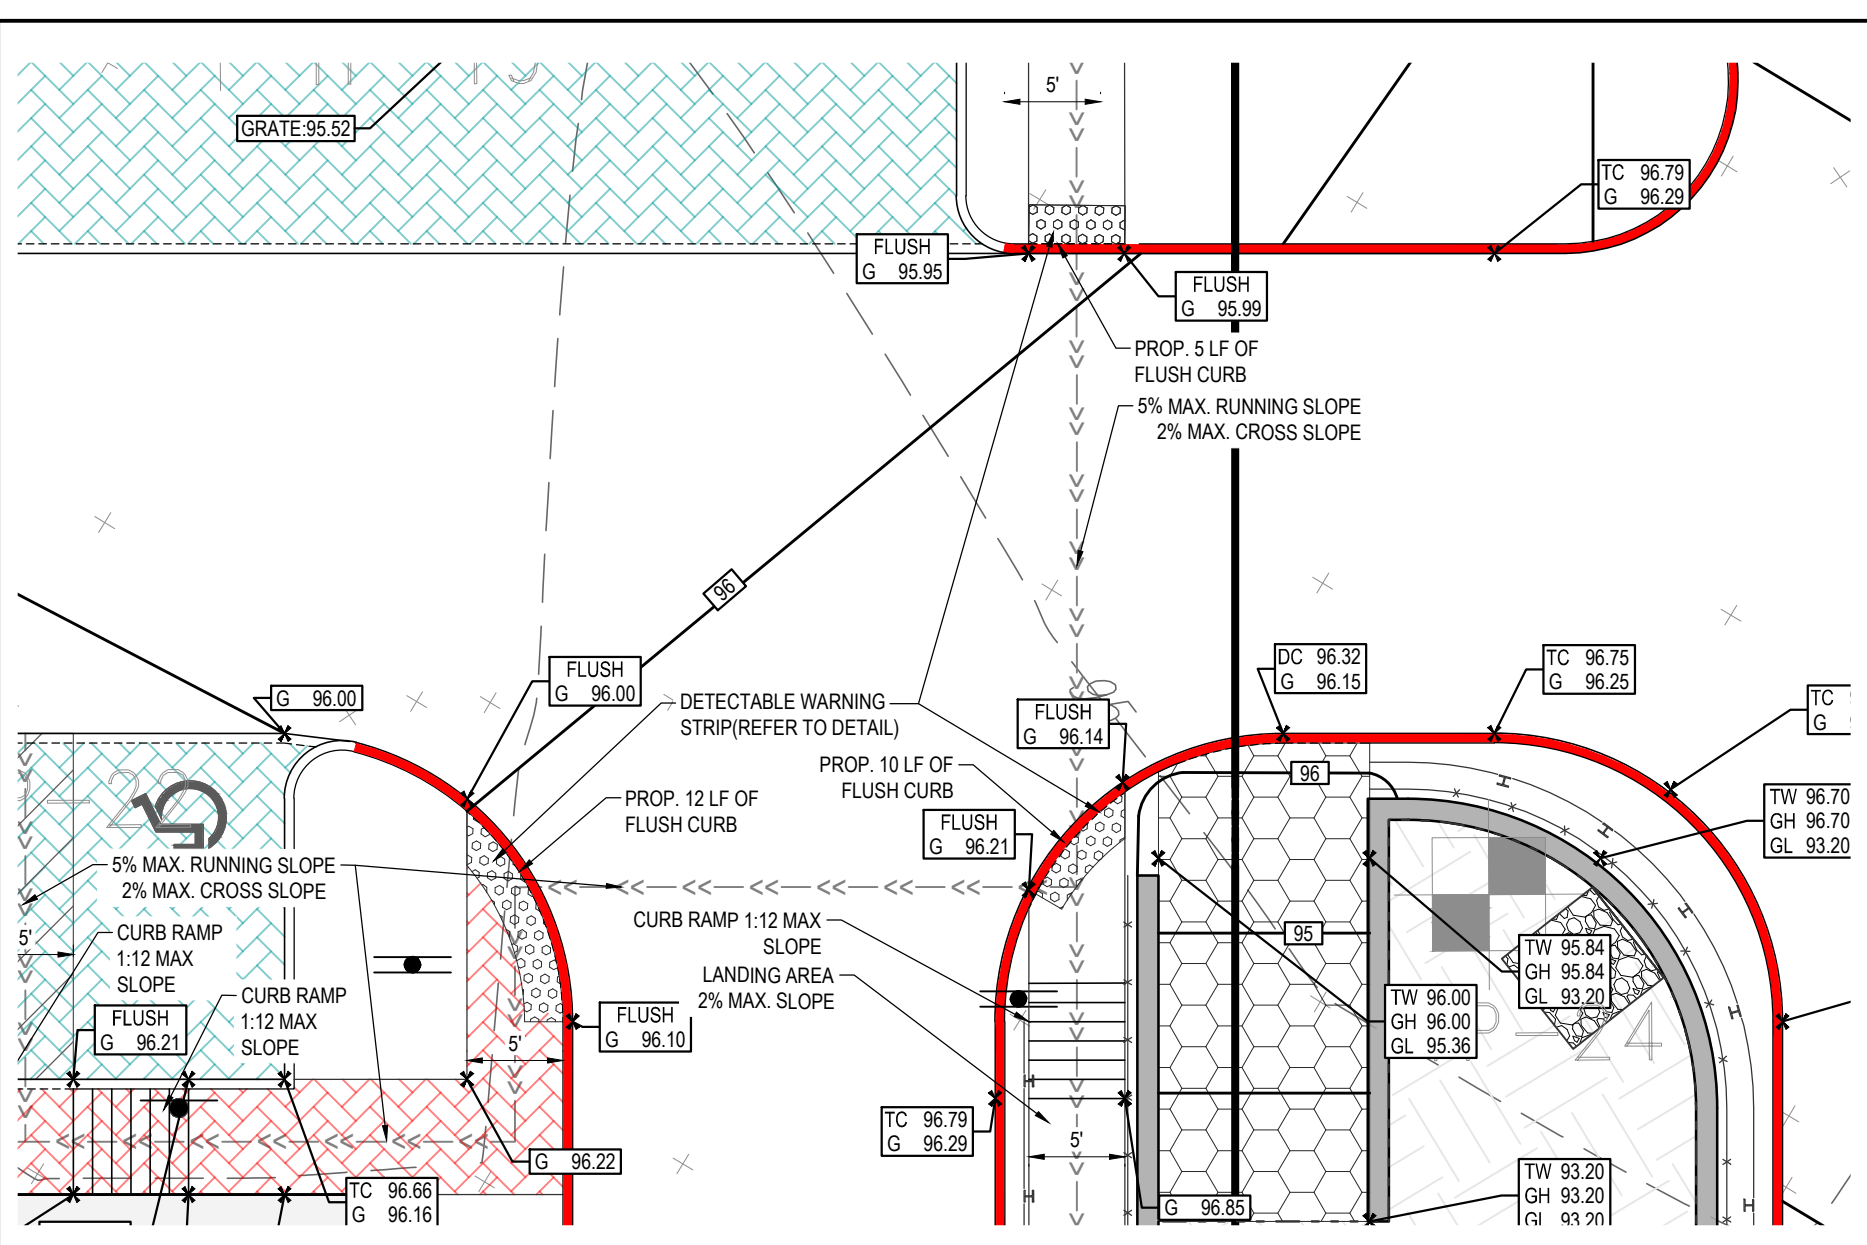 5'
GRATE:95.52
TC 96.79
G 96.29
FLUSH
G 95.95
FLUSH
G 95.99
PROP. 5 LF OF
FLUSH CURB
5% MAX. RUNNING SLOPE
2% MAX. CROSS SLOPE
96
FLUSH
G 96.00
G 96.00
DETECTABLE WARNING
STRIP(REFER TO DETAIL)
FLUSH
G 96.14
DC 96.32
G 96.15
TC 96.75
G 96.25
TC
G
PROP. 10 LF OF
FLUSH CURB
96
PROP. 12 LF OF
FLUSH CURB
FLUSH
G 96.21
TW 96.70
GH 96.70
GL 93.20
22
5% MAX. RUNNING SLOPE
2% MAX. CROSS SLOPE
CURB RAMP 1:12 MAX
SLOPE
95
5'
CURB RAMP
1:12 MAX
SLOPE
LANDING AREA
2% MAX. SLOPE
TW 95.84
GH 95.84
GL 93.20
CURB RAMP
1:12 MAX
SLOPE
TW 96.00
GH 96.00
GL 95.36
24
FLUSH
G 96.21
FLUSH
G 96.10
5'
TC 96.79
G 96.29
5'
G 96.22
TC 96.66
G 96.16
G 96.85
TW 93.20
GH 93.20
GL 93.20